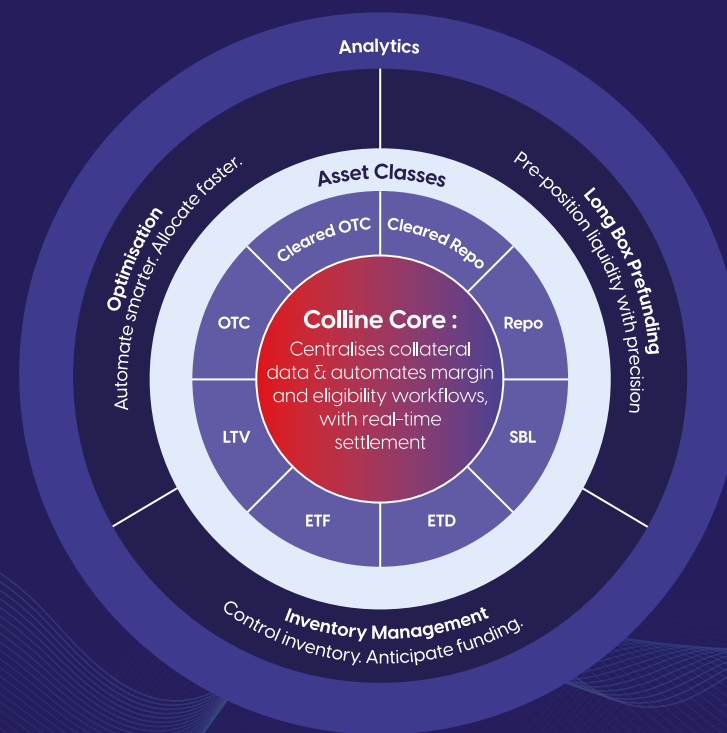 Analytics
Optimisation
Automate smarter. Allocate faster.
Long Box Prefunding
Pre-position liquidity with precision
Asset Classes
Cleared OTC
Cleared Repo
OTC
Repo
LTV
SBL
ETF
ETD
Colline Core :
Centralises collateral
data & automates margin
and eligibility workflows,
with real-time
settlement
Inventory Management
Control inventory. Anticipate funding.